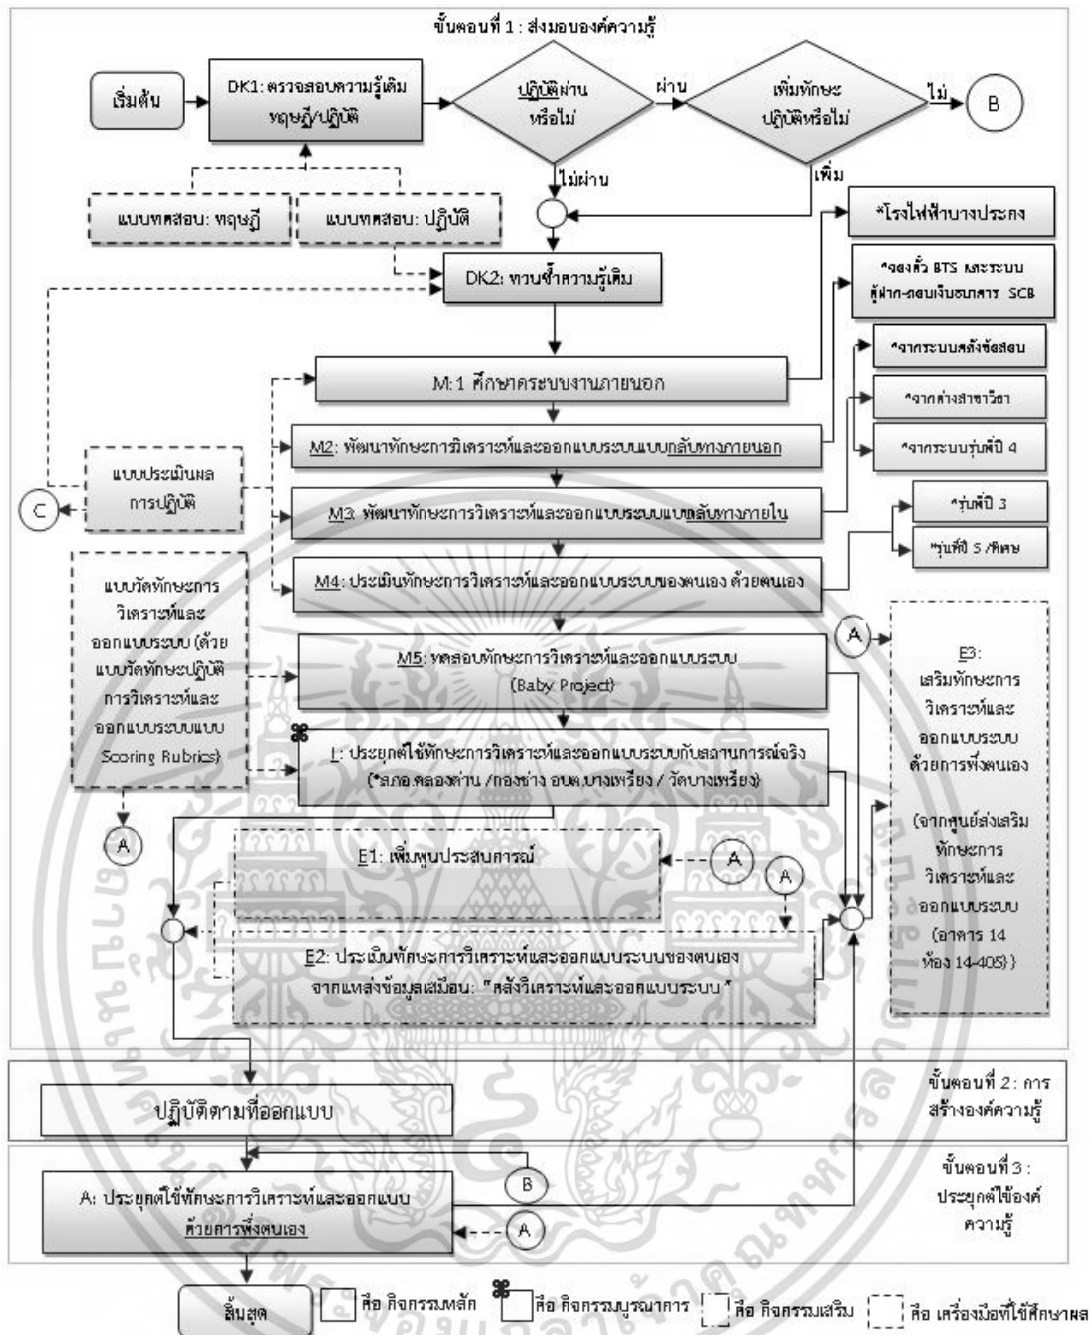 ขั้นตอนที่ 1 : ส่งมอบองค์ความรู้
เริ่มต้น
DK1: ตรวจสอบความรู้เดิม
ทฤษฎี/ปฏิบัติ
ปฏิบัติผ่าน
หรือไม่
ผ่าน
เพิ่มทักษะ
ปฏิบัติหรือไม่
ไม่
B
ไม่ผ่าน
เพิ่ม
แบบทดสอบ: ทฤษฎี
แบบทดสอบ: ปฏิบัติ
*โรงไฟฟ้าบางประกง
DK2: ทวนซ้ำความรู้เดิม
*จองตั๋ว BTS และระบบ
ตู้ฝาก-ถอนเงินธนาคาร SCB
*จากระบบคลังข้อสอบ
M:1 ศึกษาดูระบบงานภายนอก
*จากต่างสาขาวิชา
M2: พัฒนาทักษะการวิเคราะห์และออกแบบระบบแบบกลับทางภายนอก
*จากระบบรุ่นพี่ปี 4
แบบประเมินผล
การปฏิบัติ
C
M3: พัฒนาทักษะการวิเคราะห์และออกแบบระบบแบบกลับทางภายใน
*รุ่นพี่ปี 3
*รุ่นพี่ปี 5 /พิเศษ
M4: ประเมินทักษะการวิเคราะห์และออกแบบระบบของตนเอง ด้วยตนเอง
แบบวัดทักษะการ
วิเคราะห์และ
ออกแบบระบบ (ด้วย
แบบวัดทักษะปฏิบัติ
การวิเคราะห์และ
ออกแบบระบบแบบ
Scoring Rubrics)
A
M5: ทดสอบทักษะการวิเคราะห์และออกแบบระบบ
(Baby Project)
⌘
I: ประยุกต์ใช้ทักษะการวิเคราะห์และออกแบบระบบกับสถานการณ์จริง
(*สภอ.คลองด่าน /กองช่าง อบต.บางเพรียง / วัดบางเพรียง)
A
E3:
เสริมทักษะการ
วิเคราะห์และ
ออกแบบระบบ
ด้วยการพึ่งตนเอง
(จากศูนย์ส่งเสริม
ทักษะการ
วิเคราะห์และ
ออกแบบระบบ
(อาคาร 14
ห้อง 14-405))
E1: เพิ่มพูนประสบการณ์
A
A
E2: ประเมินทักษะการวิเคราะห์และออกแบบระบบของตนเอง
จากแหล่งข้อมูลเสมือน: "คลังวิเคราะห์และออกแบบระบบ"
ขั้นตอนที่ 2 : การ
สร้างองค์ความรู้
ปฏิบัติตามที่ออกแบบ
ขั้นตอนที่ 3 :
ประยุกต์ใช้องค์
ความรู้
B
A: ประยุกต์ใช้ทักษะการวิเคราะห์และออกแบบ
ด้วยการพึ่งตนเอง
A
สิ้นสุด
คือ กิจกรรมหลัก
⌘ คือ กิจกรรมบูรณาการ
คือ กิจกรรมเสริม
คือ เครื่องมือที่ใช้ศึกษาผล